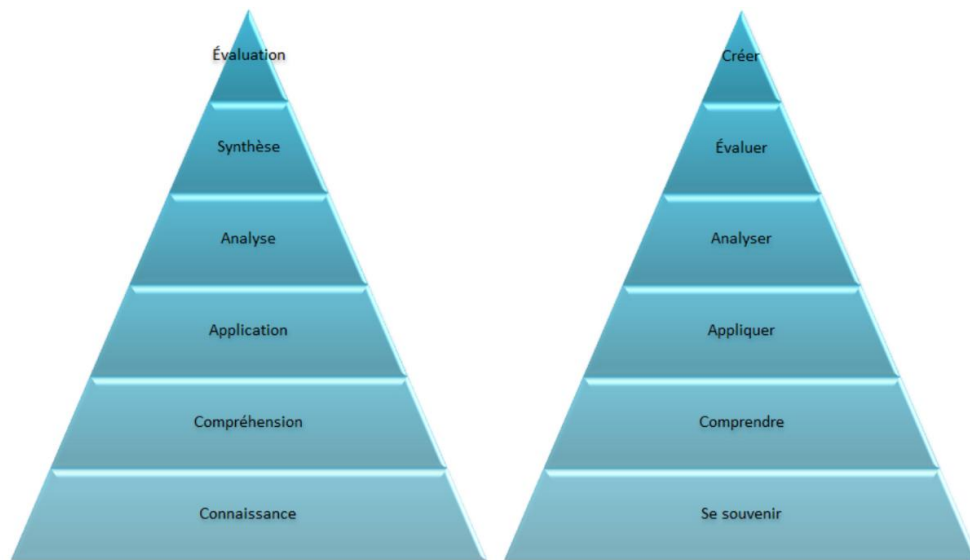 Évaluation
Synthèse
Analyse
Application
Compréhension
Connaissance
Créer
Évaluer
Analyser
Appliquer
Comprendre
Se souvenir